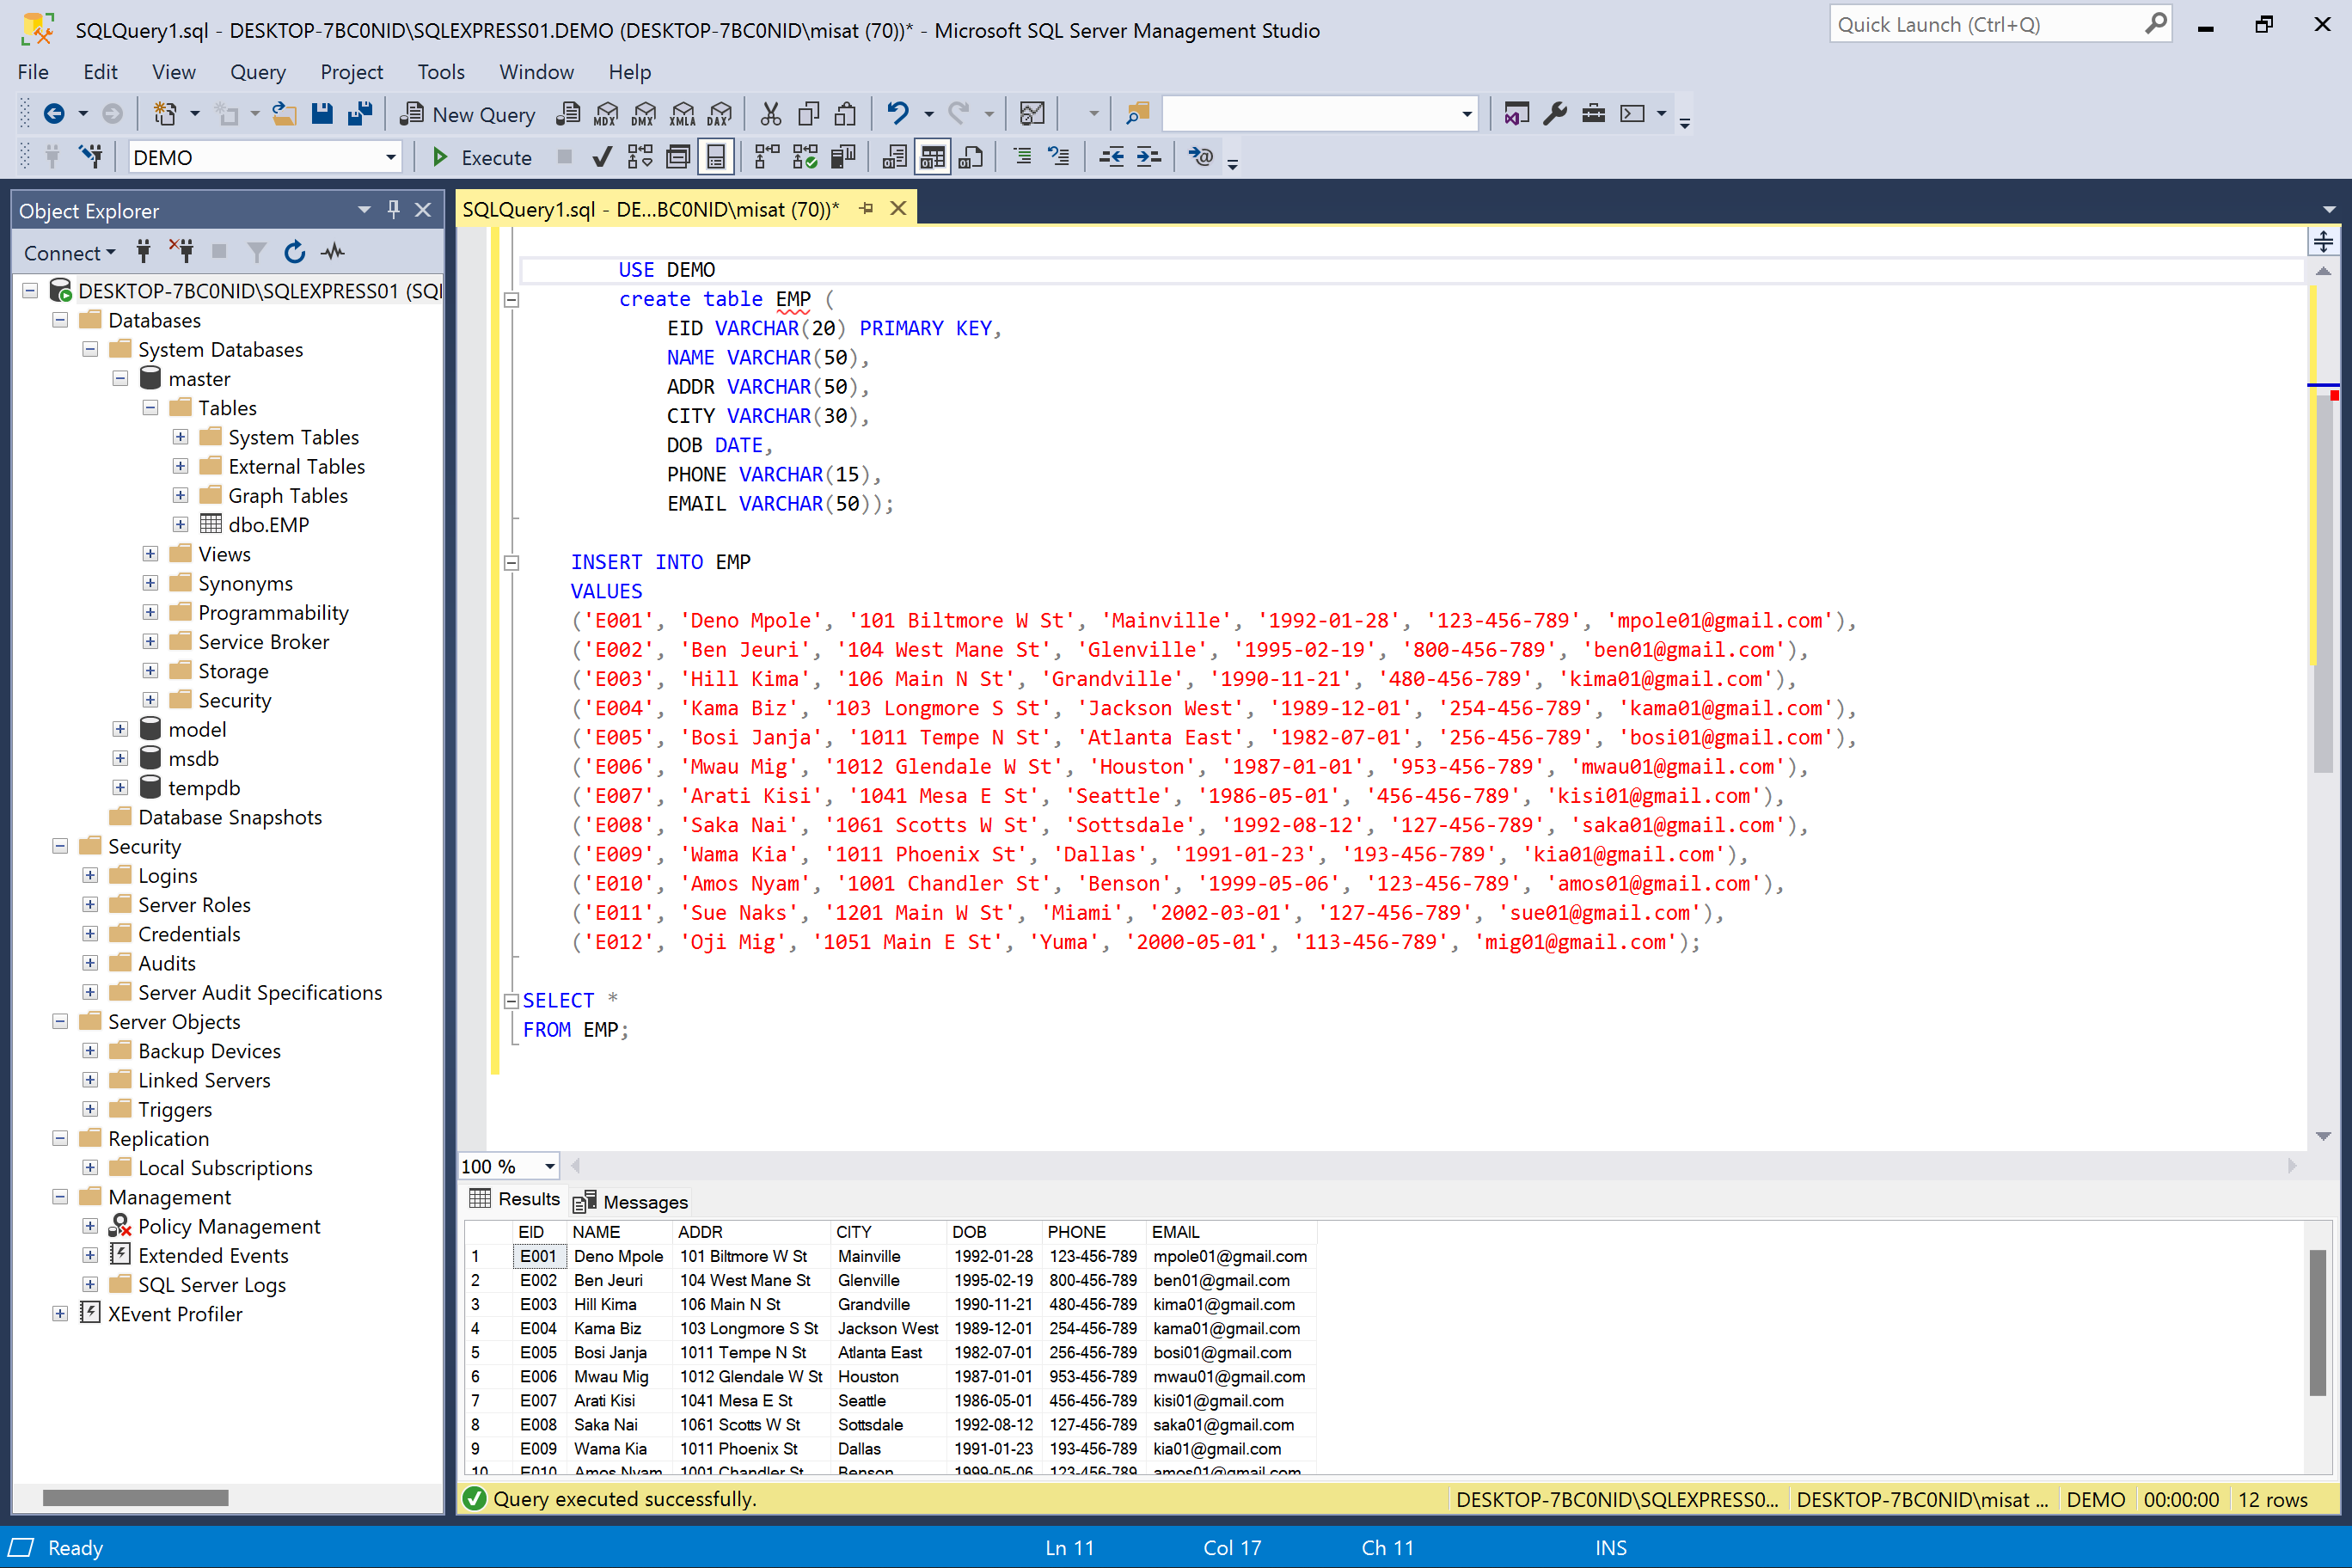 SQLQuery1.sql - DESKTOP-7BC0NID\SQLEXPRESS01.DEMO (DESKTOP-7BC0NID\misat (70))* - Microsoft SQL Server Management Studio
Quick Launch (Ctrl+Q)
File Edit View Query Project Tools Window Help
New Query MDX DMX XMLA DAX
DEMO Execute
Object Explorer
Connect
DESKTOP-7BC0NID\SQLEXPRESS01 (SQL
Databases
System Databases
master
Tables
System Tables
External Tables
Graph Tables
dbo.EMP
Views
Synonyms
Programmability
Service Broker
Storage
Security
model
msdb
tempdb
Database Snapshots
Security
Logins
Server Roles
Credentials
Audits
Server Audit Specifications
Server Objects
Backup Devices
Linked Servers
Triggers
Replication
Local Subscriptions
Management
Policy Management
Extended Events
SQL Server Logs
XEvent Profiler
SQLQuery1.sql - DE...BC0NID\misat (70))*
USE DEMO
create table EMP (
EID VARCHAR(20) PRIMARY KEY,
NAME VARCHAR(50),
ADDR VARCHAR(50),
CITY VARCHAR(30),
DOB DATE,
PHONE VARCHAR(15),
EMAIL VARCHAR(50));
INSERT INTO EMP
VALUES
('E001', 'Deno Mpole', '101 Biltmore W St', 'Mainville', '1992-01-28', '123-456-789', 'mpole01@gmail.com'),
('E002', 'Ben Jeuri', '104 West Mane St', 'Glenville', '1995-02-19', '800-456-789', 'ben01@gmail.com'),
('E003', 'Hill Kima', '106 Main N St', 'Grandville', '1990-11-21', '480-456-789', 'kima01@gmail.com'),
('E004', 'Kama Biz', '103 Longmore S St', 'Jackson West', '1989-12-01', '254-456-789', 'kama01@gmail.com'),
('E005', 'Bosi Janja', '1011 Tempe N St', 'Atlanta East', '1982-07-01', '256-456-789', 'bosi01@gmail.com'),
('E006', 'Mwau Mig', '1012 Glendale W St', 'Houston', '1987-01-01', '953-456-789', 'mwau01@gmail.com'),
('E007', 'Arati Kisi', '1041 Mesa E St', 'Seattle', '1986-05-01', '456-456-789', 'kisi01@gmail.com'),
('E008', 'Saka Nai', '1061 Scotts W St', 'Sottsdale', '1992-08-12', '127-456-789', 'saka01@gmail.com'),
('E009', 'Wama Kia', '1011 Phoenix St', 'Dallas', '1991-01-23', '193-456-789', 'kia01@gmail.com'),
('E010', 'Amos Nyam', '1001 Chandler St', 'Benson', '1999-05-06', '123-456-789', 'amos01@gmail.com'),
('E011', 'Sue Naks', '1201 Main W St', 'Miami', '2002-03-01', '127-456-789', 'sue01@gmail.com'),
('E012', 'Oji Mig', '1051 Main E St', 'Yuma', '2000-05-01', '113-456-789', 'mig01@gmail.com');
SELECT *
FROM EMP;
100 %
Results Messages
EID NAME ADDR CITY DOB PHONE EMAIL
1 E001 Deno Mpole 101 Biltmore W St Mainville 1992-01-28 123-456-789 mpole01@gmail.com
2 E002 Ben Jeuri 104 West Mane St Glenville 1995-02-19 800-456-789 ben01@gmail.com
3 E003 Hill Kima 106 Main N St Grandville 1990-11-21 480-456-789 kima01@gmail.com
4 E004 Kama Biz 103 Longmore S St Jackson West 1989-12-01 254-456-789 kama01@gmail.com
5 E005 Bosi Janja 1011 Tempe N St Atlanta East 1982-07-01 256-456-789 bosi01@gmail.com
6 E006 Mwau Mig 1012 Glendale W St Houston 1987-01-01 953-456-789 mwau01@gmail.com
7 E007 Arati Kisi 1041 Mesa E St Seattle 1986-05-01 456-456-789 kisi01@gmail.com
8 E008 Saka Nai 1061 Scotts W St Sottsdale 1992-08-12 127-456-789 saka01@gmail.com
9 E009 Wama Kia 1011 Phoenix St Dallas 1991-01-23 193-456-789 kia01@gmail.com
10 E010 Amos Nyam 1001 Chandler St Benson 1999-05-06 123-456-789 amos01@gmail.com
Query executed successfully. DESKTOP-7BC0NID\SQLEXPRESS0... DESKTOP-7BC0NID\misat ... DEMO 00:00:00 12 rows
Ready Ln 11 Col 17 Ch 11 INS